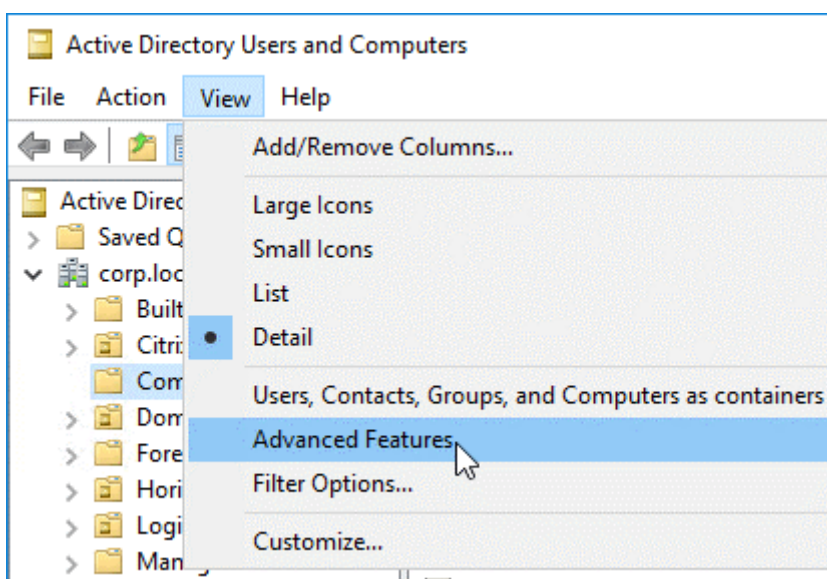 Active Directory Users and Computers
File Action View Help
Add/Remove Columns...
Active Direc
Large Icons
Saved Q
Small Icons
corp.loc
List
Built
Detail
Citri
Com
Users, Contacts, Groups, and Computers as containers
Dom
Advanced Features
Fore
Filter Options...
Hori
Logi
Customize...
Man